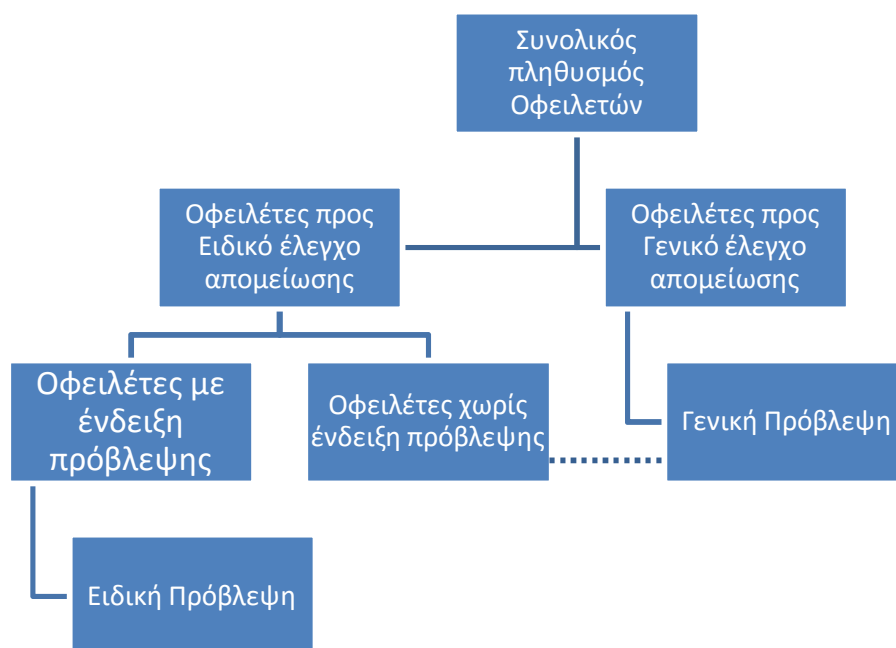 Συνολικός
πληθυσμός
Οφειλετών
Οφειλέτες προς
Ειδικό έλεγχο
απομείωσης
Οφειλέτες προς
Γενικό έλεγχο
απομείωσης
Οφειλέτες με
ένδειξη
πρόβλεψης
Οφειλέτες χωρίς
ένδειξη πρόβλεψης
Γενική Πρόβλεψη
Ειδική Πρόβλεψη